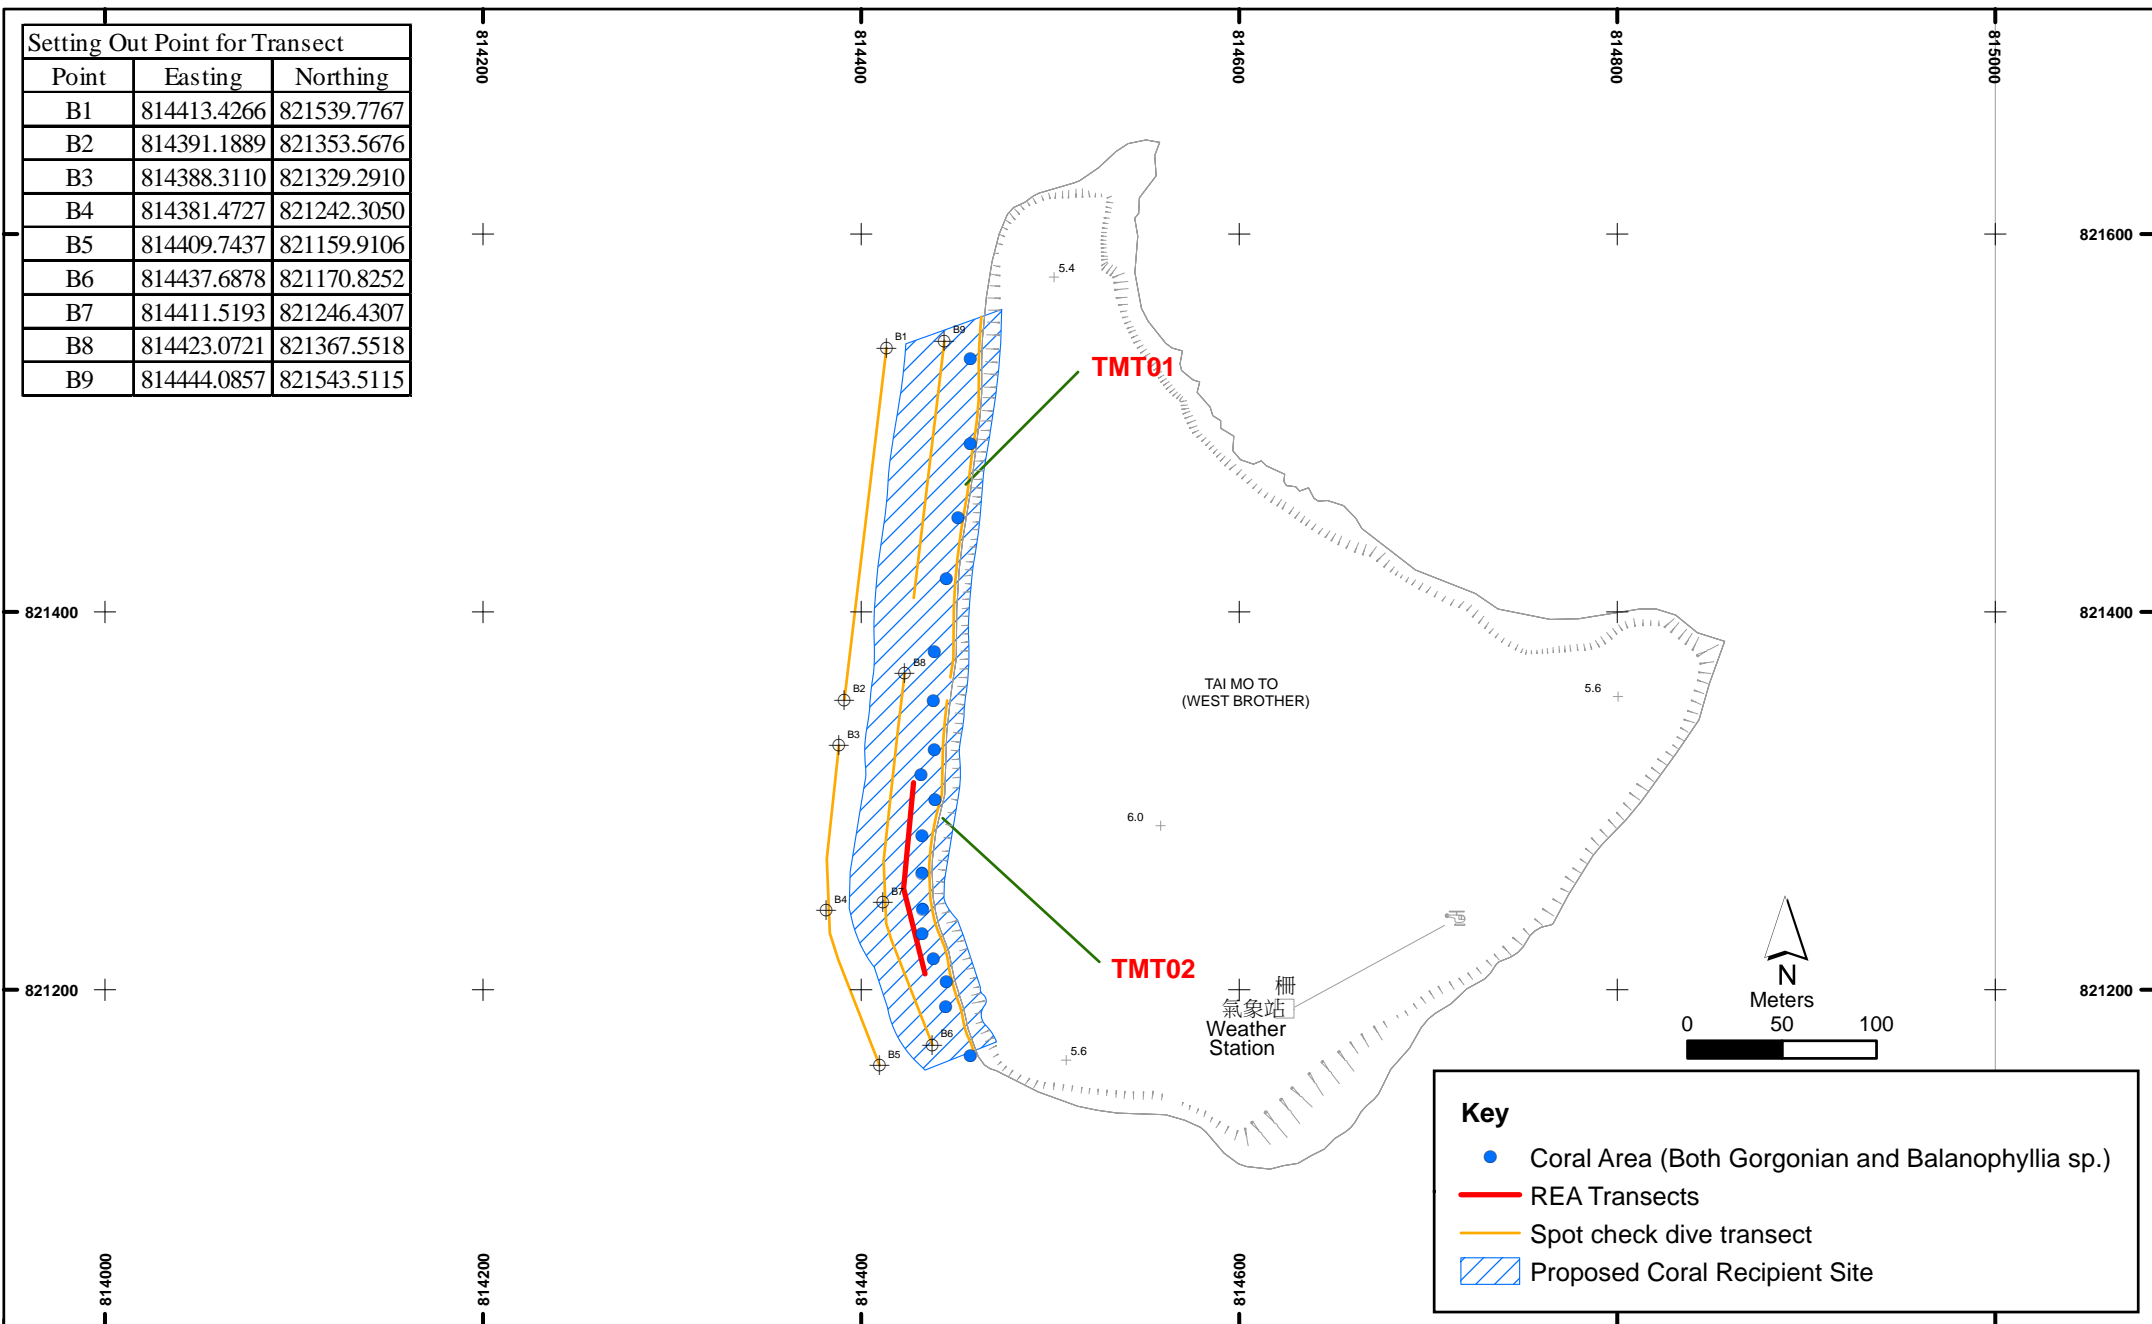 Setting Out Point for Transect
Point Easting Northing
B1 814413.4266 821539.7767
B2 814391.1889 821353.5676
B3 814388.3110 821329.2910
B4 814381.4727 821242.3050
B5 814409.7437 821159.9106
B6 814437.6878 821170.8252
B7 814411.5193 821246.4307
B8 814423.0721 821367.5518
B9 814444.0857 821543.5115
814200
814400
814600
814800
815000
821600
5.4
B1
B9
TMT01
821400
821400
B8
B2
TAI MO TO
(WEST BROTHER)
5.6
B3
6.0
B7
B4
TMT02
柵
氣象站
Weather
Station
821200
821200
N
Meters
0 50 100
B6
B5
5.6
Key
Coral Area (Both Gorgonian and Balanophyllia sp.)
REA Transects
Spot check dive transect
Proposed Coral Recipient Site
814000
814200
814400
814600